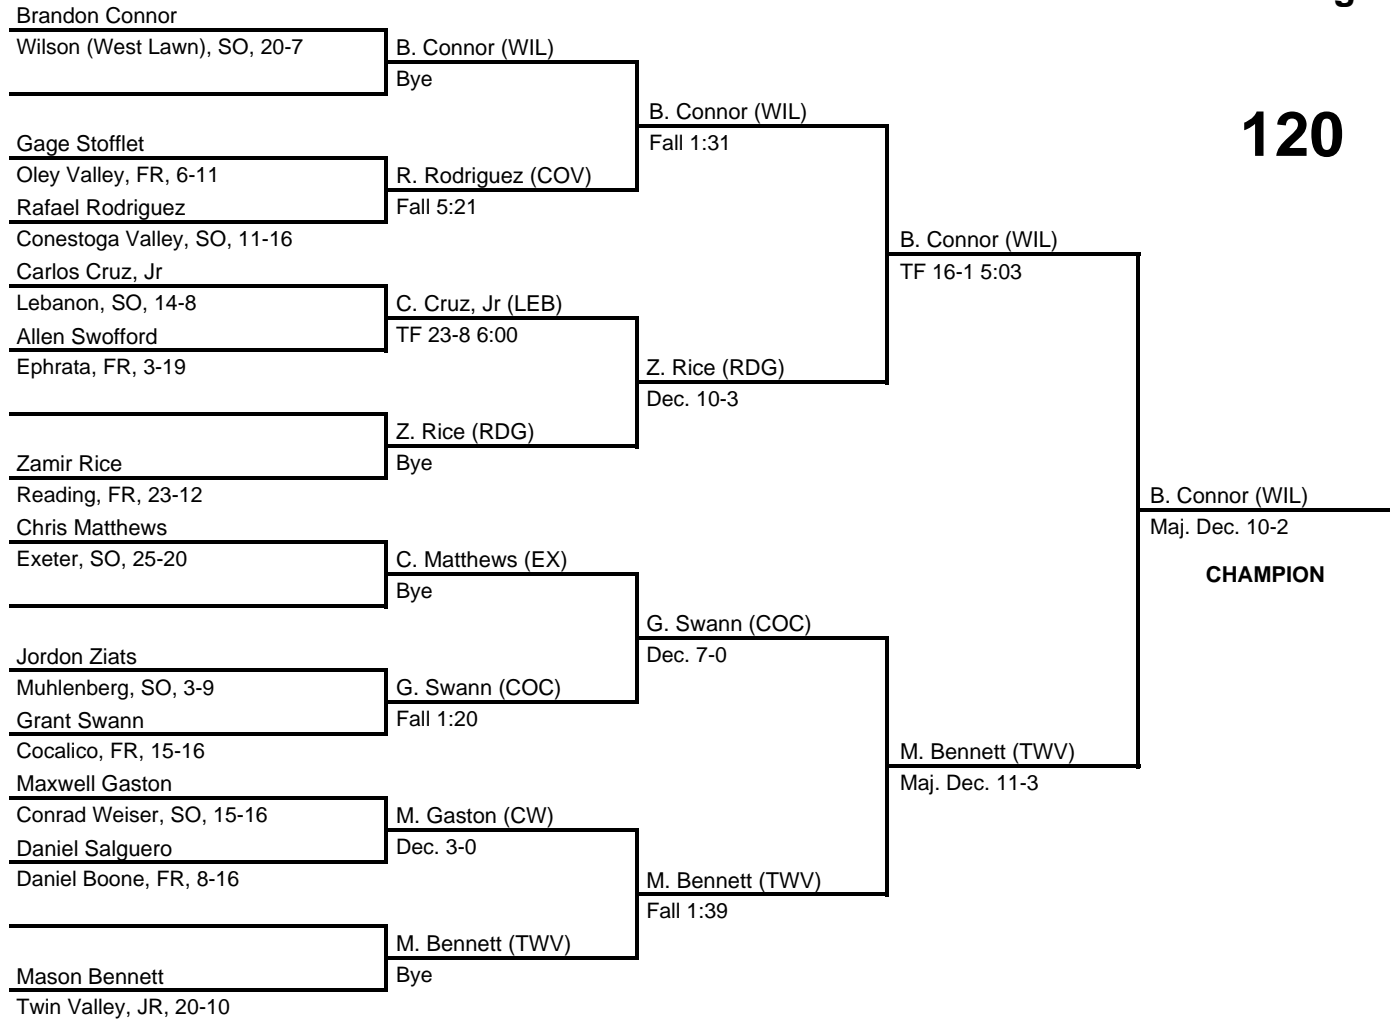 Brandon Connor
Wilson (West Lawn), SO, 20-7
B. Connor (WIL)
Bye
B. Connor (WIL)
Fall 1:31
120
Gage Stofflet
Oley Valley, FR, 6-11
R. Rodriguez (COV)
Rafael Rodriguez
Fall 5:21
Conestoga Valley, SO, 11-16
B. Connor (WIL)
Carlos Cruz, Jr
TF 16-1 5:03
Lebanon, SO, 14-8
C. Cruz, Jr (LEB)
Allen Swofford
TF 23-8 6:00
Ephrata, FR, 3-19
Z. Rice (RDG)
Dec. 10-3
Z. Rice (RDG)
Zamir Rice
Bye
Reading, FR, 23-12
B. Connor (WIL)
Chris Matthews
Maj. Dec. 10-2
Exeter, SO, 25-20
C. Matthews (EX)
CHAMPION
Bye
G. Swann (COC)
Jordon Ziats
Dec. 7-0
Muhlenberg, SO, 3-9
G. Swann (COC)
Grant Swann
Fall 1:20
Cocalico, FR, 15-16
M. Bennett (TWV)
Maxwell Gaston
Maj. Dec. 11-3
Conrad Weiser, SO, 15-16
M. Gaston (CW)
Daniel Salguero
Dec. 3-0
Daniel Boone, FR, 8-16
M. Bennett (TWV)
Fall 1:39
M. Bennett (TWV)
Mason Bennett
Bye
Twin Valley, JR, 20-10